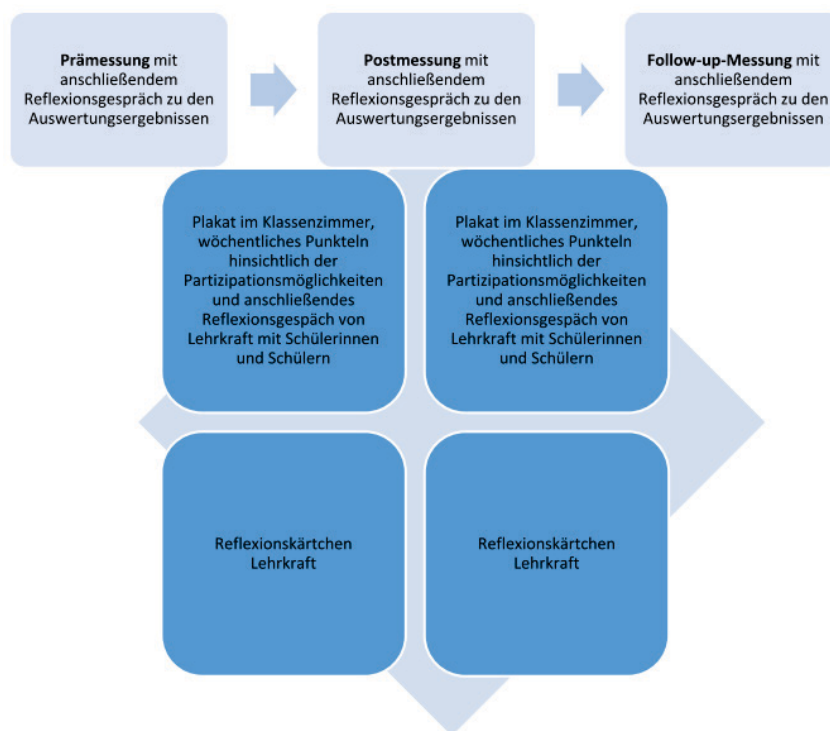 Prämessung mit
anschließendem
Reflexionsgespräch zu den
Auswertungsergebnissen
Postmessung mit
anschließendem
Reflexionsgespräch zu den
Auswertungsergebnissen
Follow-up-Messung mit
anschließendem
Reflexionsgespräch zu den
Auswertungsergebnissen
Plakat im Klassenzimmer,
wöchentliches Punkteln
hinsichtlich der
Partizipationsmöglichkeiten
und anschließendes
Reflexionsgepäch von
Lehrkraft mit Schülerinnen
und Schülern
Plakat im Klassenzimmer,
wöchentliches Punkteln
hinsichtlich der
Partizipationsmöglichkeiten
und anschließendes
Reflexionsgepäch von
Lehrkraft mit Schülerinnen
und Schülern
Reflexionskärtchen
Lehrkraft
Reflexionskärtchen
Lehrkraft